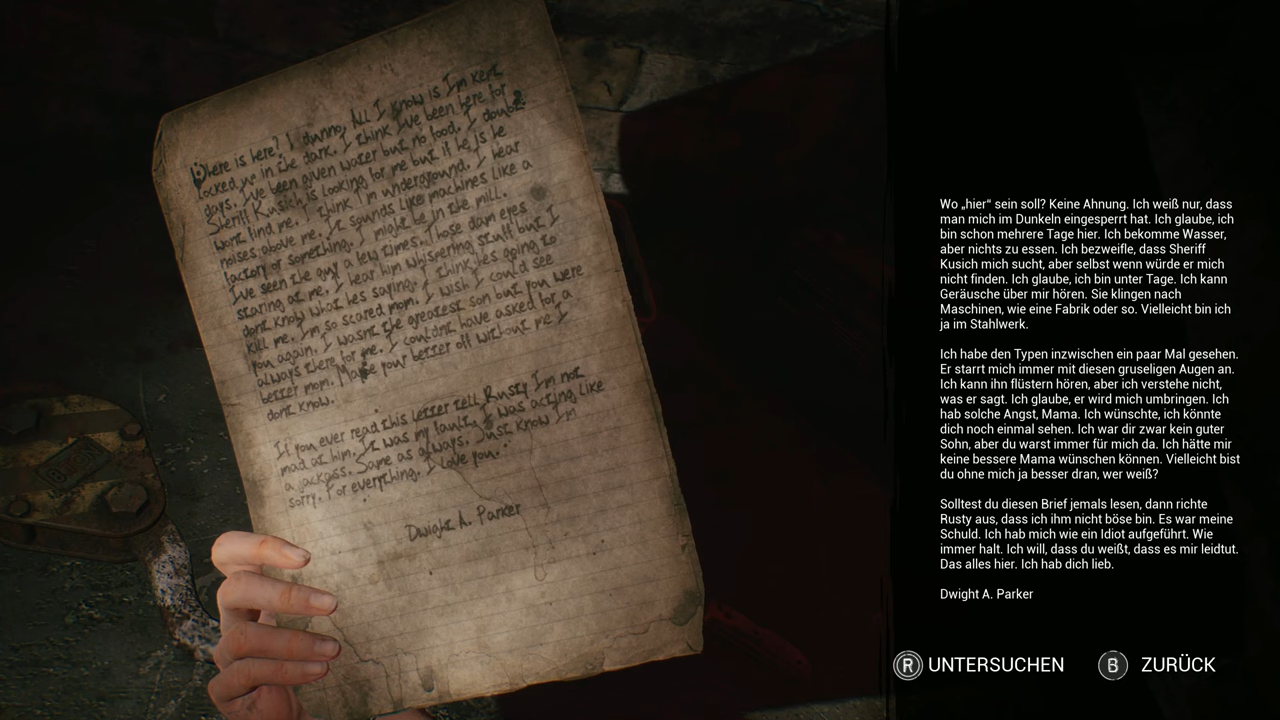 Where is here? I dunno, All I know is I'm kept
locked up in the dark. I think I've been here for
days. I've been given water but no food. I doubt
Sheriff Kusich is looking for me but if he is he
wont find me. I think I'm underground. I hear
noises above me. It sounds like machines like a
factory or something. I might be in the mill.
I've seen the guy a few times. Those dam eyes
staring at me. I hear him whispering stuff but I
dont know what hes saying. I think hes going to
kill me. I'm so scared mom. I wish I could see
you again. I wasnt the greatest son but you were
always there for me. I couldnt have asked for a
better mom. Maybe your better off without me I
dont know.
If you ever read this letter tell Rusty I'm not
mad at him. It was my fault, I was acting like
a jackass. Same as always. Just know I'm
sorry. For everything. I love you.
Dwight A. Parker
Wo „hier“ sein soll? Keine Ahnung. Ich weiß nur, dass
man mich im Dunkeln eingesperrt hat. Ich glaube, ich
bin schon mehrere Tage hier. Ich bekomme Wasser,
aber nichts zu essen. Ich bezweifle, dass Sheriff
Kusich mich sucht, aber selbst wenn würde er mich
nicht finden. Ich glaube, ich bin unter Tage. Ich kann
Geräusche über mir hören. Sie klingen nach
Maschinen, wie eine Fabrik oder so. Vielleicht bin ich
ja im Stahlwerk.
Ich habe den Typen inzwischen ein paar Mal gesehen.
Er starrt mich immer mit diesen gruseligen Augen an.
Ich kann ihn flüstern hören, aber ich verstehe nicht,
was er sagt. Ich glaube, er wird mich umbringen. Ich
hab solche Angst, Mama. Ich wünschte, ich könnte
dich noch einmal sehen. Ich war dir zwar kein guter
Sohn, aber du warst immer für mich da. Ich hätte mir
keine bessere Mama wünschen können. Vielleicht bist
du ohne mich ja besser dran, wer weiß?
Solltest du diesen Brief jemals lesen, dann richte
Rusty aus, dass ich ihm nicht böse bin. Es war meine
Schuld. Ich hab mich wie ein Idiot aufgeführt. Wie
immer halt. Ich will, dass du weißt, dass es mir leidtut.
Das alles hier. Ich hab dich lieb.
Dwight A. Parker
R UNTERSUCHEN B ZURÜCK